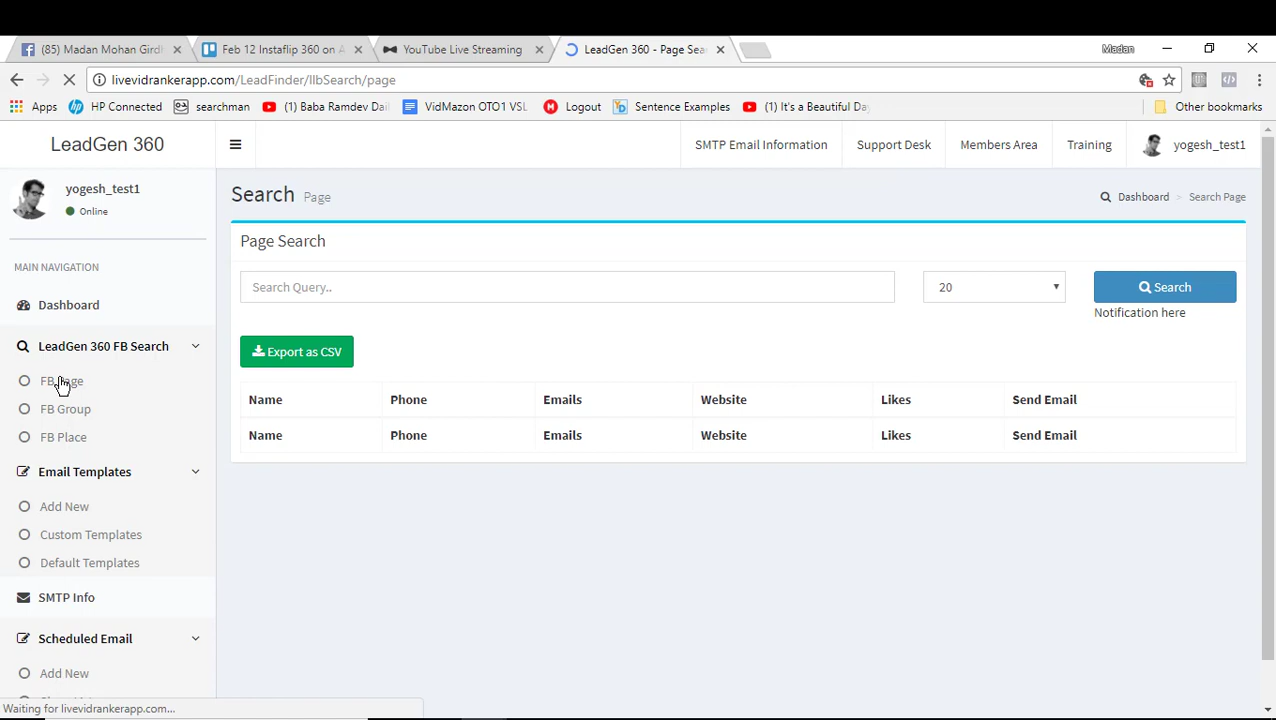 (85) Madan Mohan Gird
Feb 12 Instaflip 360 on A
YouTube Live Streaming
LeadGen 360 - Page Sea
Madan
livevidrankerapp.com/LeadFinder/llbSearch/page
Apps
HP Connected
searchman
(1) Baba Ramdev Dai
VidMazon OTO1 VSL
Logout
Sentence Examples
(1) It's a Beautiful Day
Other bookmarks
LeadGen 360
SMTP Email Information
Support Desk
Members Area
Training
yogesh_test1
yogesh_test1
Online
Search Page
Dashboard > Search Page
MAIN NAVIGATION
Dashboard
LeadGen 360 FB Search
FB Page
FB Group
FB Place
Email Templates
Add New
Custom Templates
Default Templates
SMTP Info
Scheduled Email
Add New
Page Search
Search Query..
20
Search
Notification here
Export as CSV
Name Phone Emails Website Likes Send Email
Name Phone Emails Website Likes Send Email
Waiting for livevidrankerapp.com...